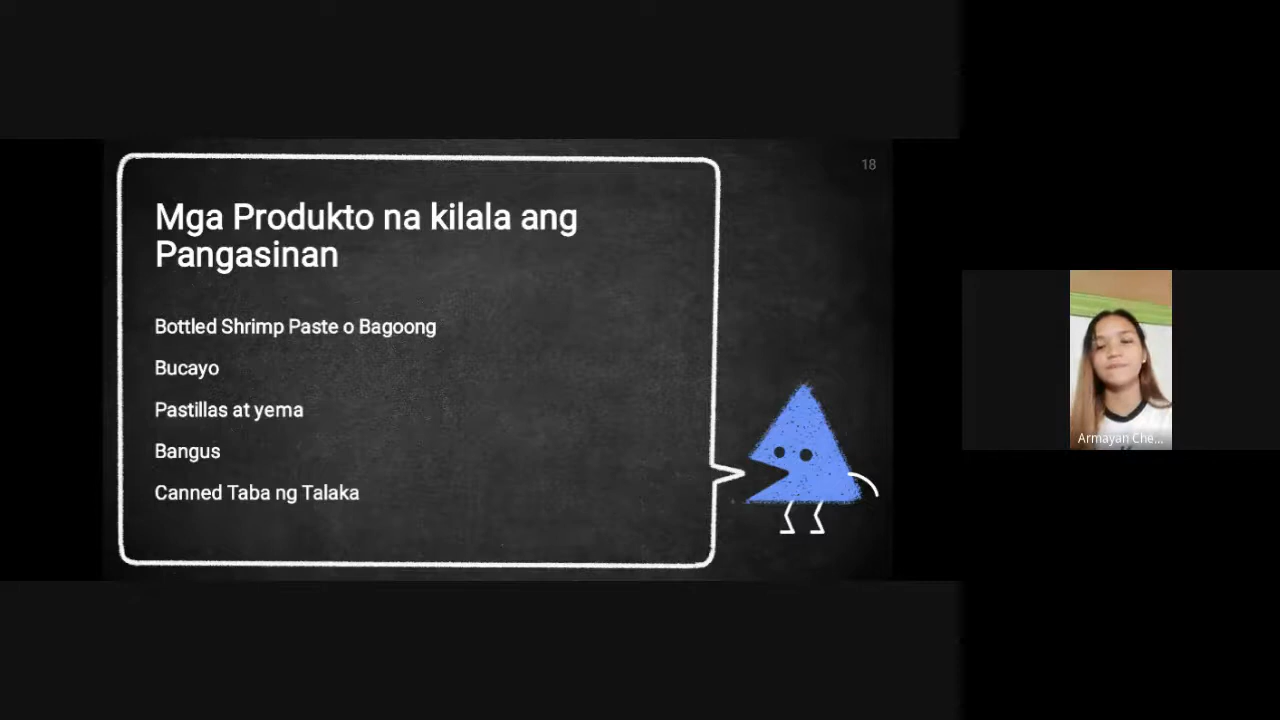 18
Mga Produkto na kilala ang
Pangasinan
Bottled Shrimp Paste o Bagoong
Bucayo
Pastillas at yema
Bangus
Canned Taba ng Talaka
Armayan Che...